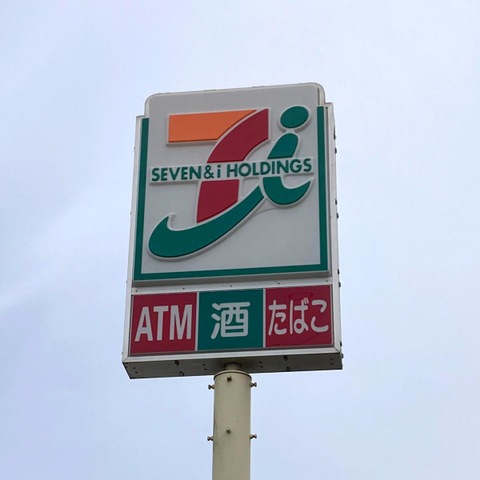 SEVEN & i HOLDINGS
ATM 酒 たばこ